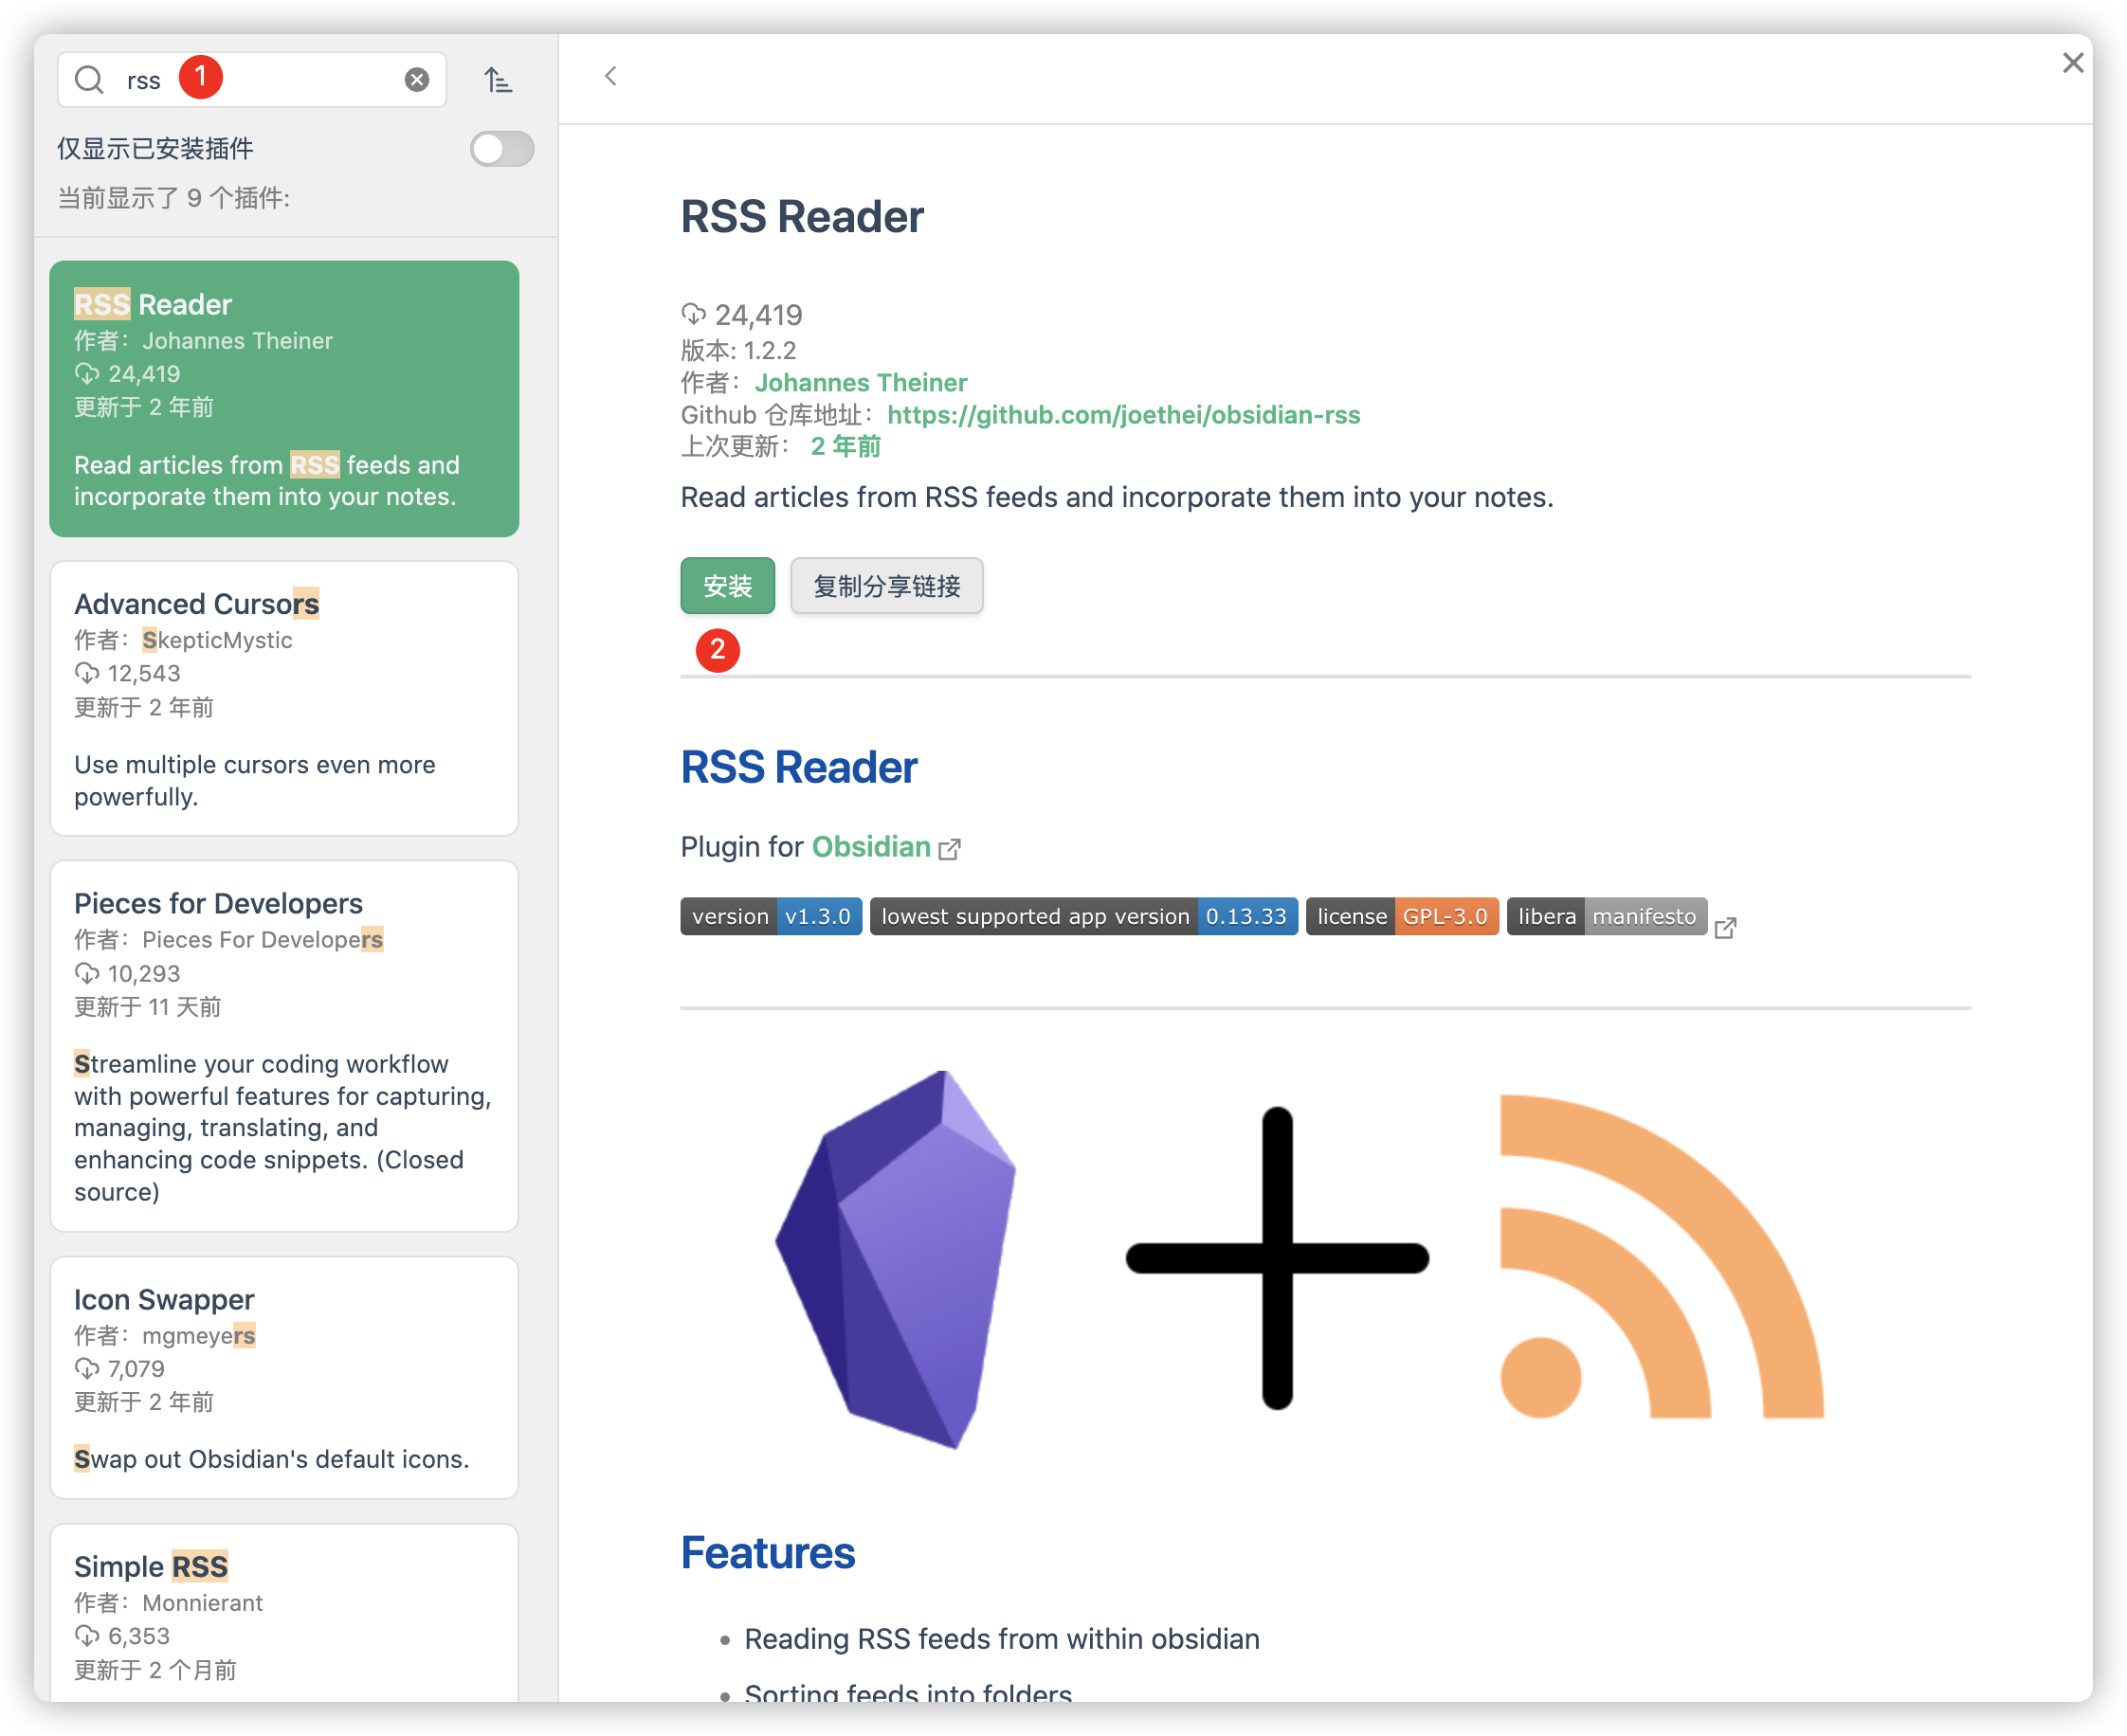 rss
1
仅显示已安装插件
当前显示了 9 个插件:
RSS Reader
作者：Johannes Theiner
24,419
更新于 2 年前
Read articles from RSS feeds and
incorporate them into your notes.
Advanced Cursors
作者：SkepticMystic
12,543
更新于 2 年前
Use multiple cursors even more
powerfully.
Pieces for Developers
作者：Pieces For Developers
10,293
更新于 11 天前
Streamline your coding workflow
with powerful features for capturing,
managing, translating, and
enhancing code snippets. (Closed
source)
Icon Swapper
作者：mgmeyers
7,079
更新于 2 年前
Swap out Obsidian's default icons.
Simple RSS
作者：Monnierant
6,353
更新于 2 个月前
RSS Reader
24,419
版本: 1.2.2
作者：Johannes Theiner
Github 仓库地址：https://github.com/joethei/obsidian-rss
上次更新： 2 年前
Read articles from RSS feeds and incorporate them into your notes.
安装 复制分享链接
2
RSS Reader
Plugin for Obsidian
version v1.3.0 lowest supported app version 0.13.33 license GPL-3.0 libera manifesto
Features
Reading RSS feeds from within obsidian
Sorting feeds into folders